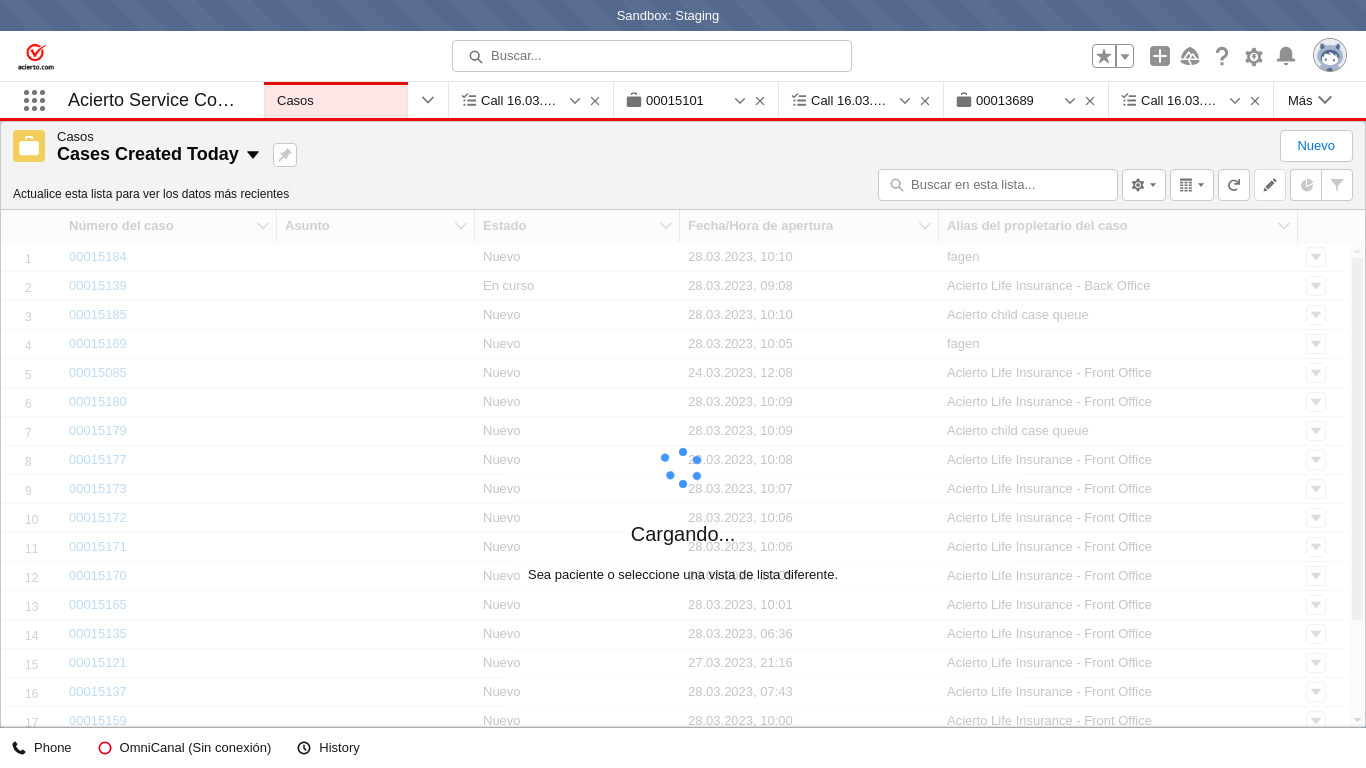 Sandbox: Staging
acierto.com
Buscar...
Acierto Service Co…
Casos
Call 16.03.…
00015101
Call 16.03.…
00013689
Call 16.03.…
Más
Casos
Cases Created Today
Nuevo
Actualice esta lista para ver los datos más recientes
Buscar en esta lista...
Número del caso Asunto Estado Fecha/Hora de apertura Alias del propietario del caso
1 00015184 Nuevo 28.03.2023, 10:10 fagen
2 00015139 En curso 28.03.2023, 09:08 Acierto Life Insurance - Back Office
3 00015185 Nuevo 28.03.2023, 10:10 Acierto child case queue
4 00015169 Nuevo 28.03.2023, 10:05 fagen
5 00015085 Nuevo 24.03.2023, 12:08 Acierto Life Insurance - Front Office
6 00015180 Nuevo 28.03.2023, 10:09 Acierto Life Insurance - Front Office
7 00015179 Nuevo 28.03.2023, 10:09 Acierto child case queue
8 00015177 Nuevo 28.03.2023, 10:08 Acierto Life Insurance - Front Office
9 00015173 Nuevo 28.03.2023, 10:07 Acierto Life Insurance - Front Office
10 00015172 Nuevo 28.03.2023, 10:06 Acierto Life Insurance - Front Office
Cargando...
11 00015171 Nuevo 28.03.2023, 10:06 Acierto Life Insurance - Front Office
Sea paciente o seleccione una vista de lista diferente.
12 00015170 Nuevo Acierto Life Insurance - Front Office
13 00015165 Nuevo 28.03.2023, 10:01 Acierto Life Insurance - Front Office
14 00015135 Nuevo 28.03.2023, 06:36 Acierto Life Insurance - Front Office
15 00015121 Nuevo 27.03.2023, 21:16 Acierto Life Insurance - Front Office
16 00015137 Nuevo 28.03.2023, 07:43 Acierto Life Insurance - Front Office
17 00015159 Nuevo 28.03.2023, 10:00 Acierto Life Insurance - Front Office
Phone
OmniCanal (Sin conexión)
History